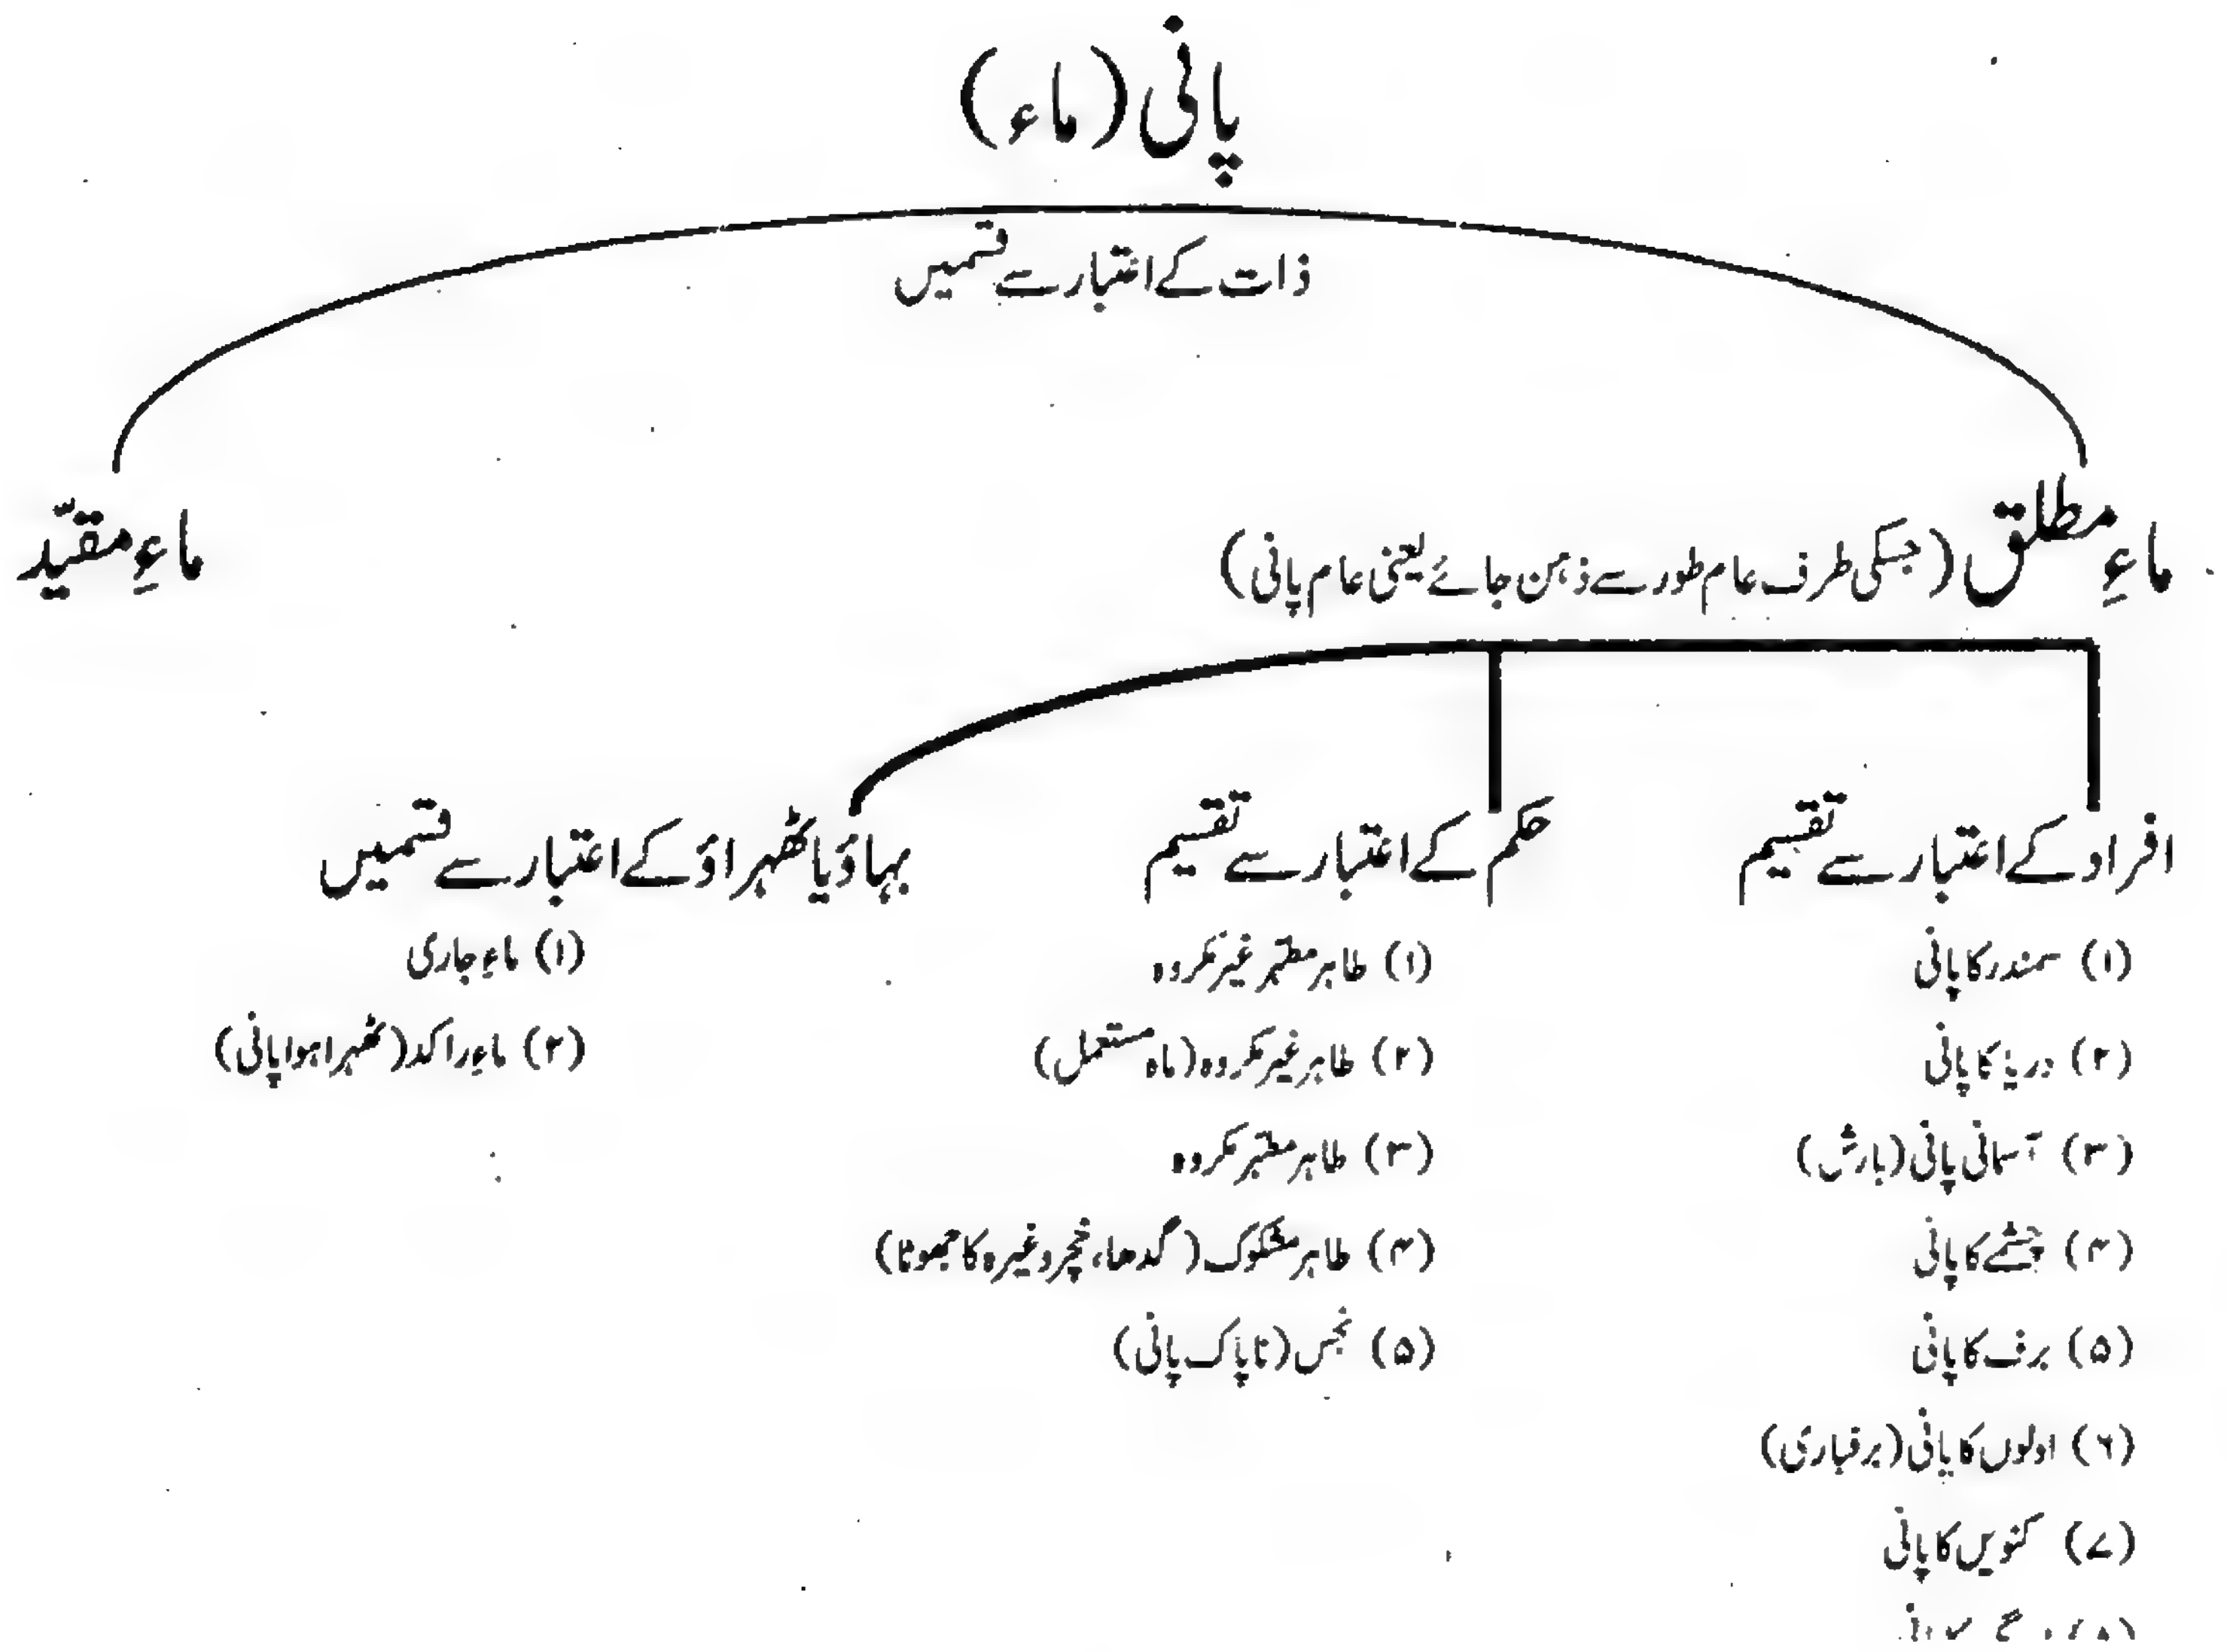 پانی (ماء)
ذات کے اعتبار سے قسمیں
ماءِ مطلق (جسکی طرف عام طور سے ذہن جائے یعنی عام پانی)
ماءِ مقیّد
افراد کے اعتبار سے تقسیم
(۱) سمندر کا پانی
(۲) دریا کا پانی
(۳) آسمانی پانی (بارش)
(۴) چشمے کا پانی
(۵) برف کا پانی
(۶) اولوں کا پانی (برفباری)
(۷) کنویں کا پانی
حکم کے اعتبار سے تقسیم
(۱) طاہر مطہر غیر مکروہ
(۲) طاہر غیر مکروہ (ماء مستعمل)
(۳) طاہر مطہر مکروہ
(۴) طاہر مشکوک (گدھا، خچر وغیرہ کا جھوٹا)
(۵) نجس (ناپاک پانی)
بہاؤ یا ٹھہراؤ کے اعتبار سے قسمیں
(۱) ماءِ جاری
(۲) ماءِ راکد (ٹھہرا ہوا پانی)